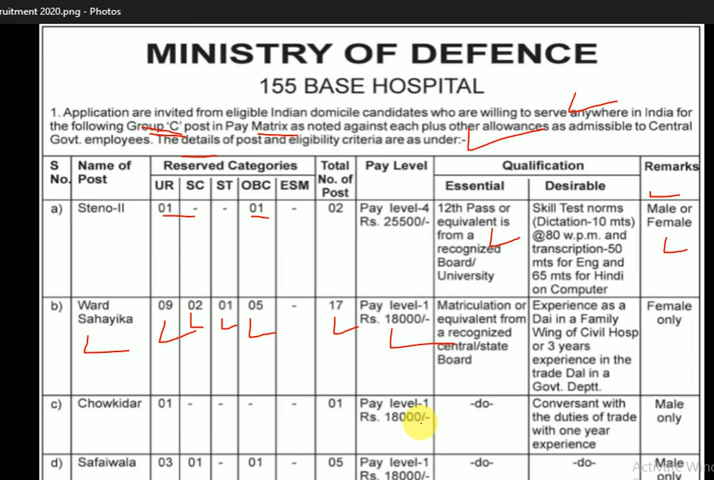 ruitment 2020.png - Photos
MINISTRY OF DEFENCE
155 BASE HOSPITAL
1. Application are invited from eligible Indian domicile candidates who are willing to serve anywhere in India for
the following Group 'C' post in Pay Matrix as noted against each plus other allowances as admissible to Central
Govt. employees. The details of post and eligibility criteria are as under:-
S No. Name of Post Reserved Categories Total No. of Post Pay Level Qualification Remarks
UR SC ST OBC ESM Essential Desirable
a) Steno-II 01 - - 01 - 02 Pay level-4 12th Pass or Skill Test norms Male or
Rs. 25500/- equivalent is (Dictation-10 mts) Female
from a @80 w.p.m. and
recognized transcription-50
Board/ mts for Eng and
University 65 mts for Hindi
on Computer
b) Ward 09 02 01 05 - 17 Pay level-1 Matriculation or Experience as a Female
Sahayika Rs. 18000/- equivalent from Dai in a Family only
a recognized Wing of Civil Hosp
central/state or 3 years
Board experience in the
trade Dal in a
Govt. Deptt.
c) Chowkidar 01 - - - - 01 Pay level-1 -do- Conversant with Male
Rs. 18000/- the duties of trade only
with one year
experience
d) Safaiwala 03 01 - 01 - 05 Pay level-1 -do- -do- Male
Rs. 18000/- only
Activate Wind